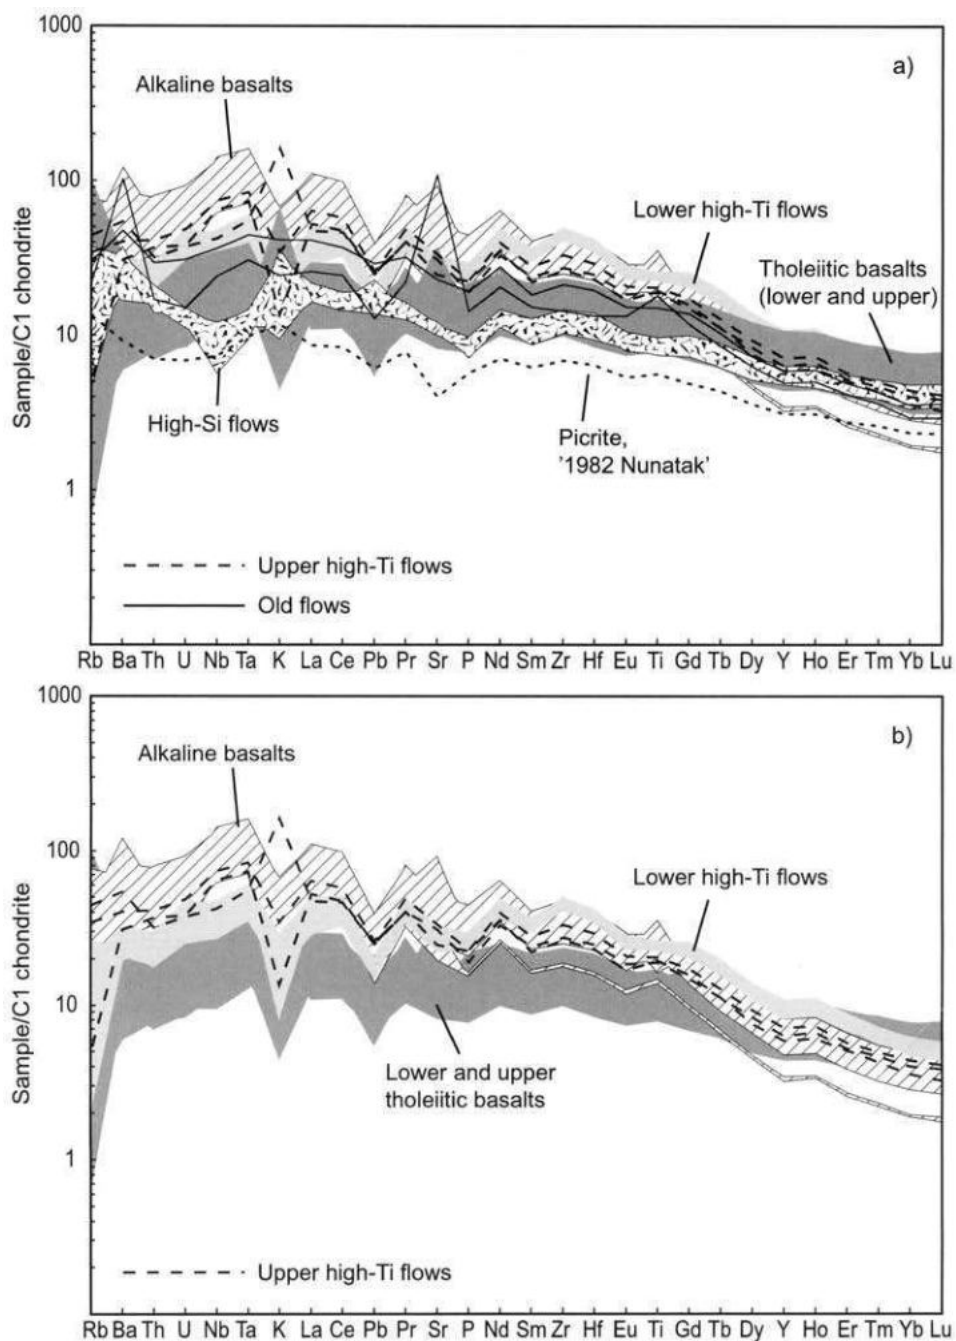 1000
a)
Alkaline basalts
100
Lower high-Ti flows
Tholeiitic basalts
(lower and upper)
Sample/C1 chondrite
10
High-Si flows
Picrite,
'1982 Nunatak'
1
Upper high-Ti flows
Old flows
Rb Ba Th U Nb Ta K La Ce Pb Pr Sr P Nd Sm Zr Hf Eu Ti Gd Tb Dy Y Ho Er Tm Yb Lu
1000
b)
Alkaline basalts
100
Lower high-Ti flows
Sample/C1 chondrite
10
Lower and upper
tholeiitic basalts
1
Upper high-Ti flows
Rb Ba Th U Nb Ta K La Ce Pb Pr Sr P Nd Sm Zr Hf Eu Ti Gd Tb Dy Y Ho Er Tm Yb Lu